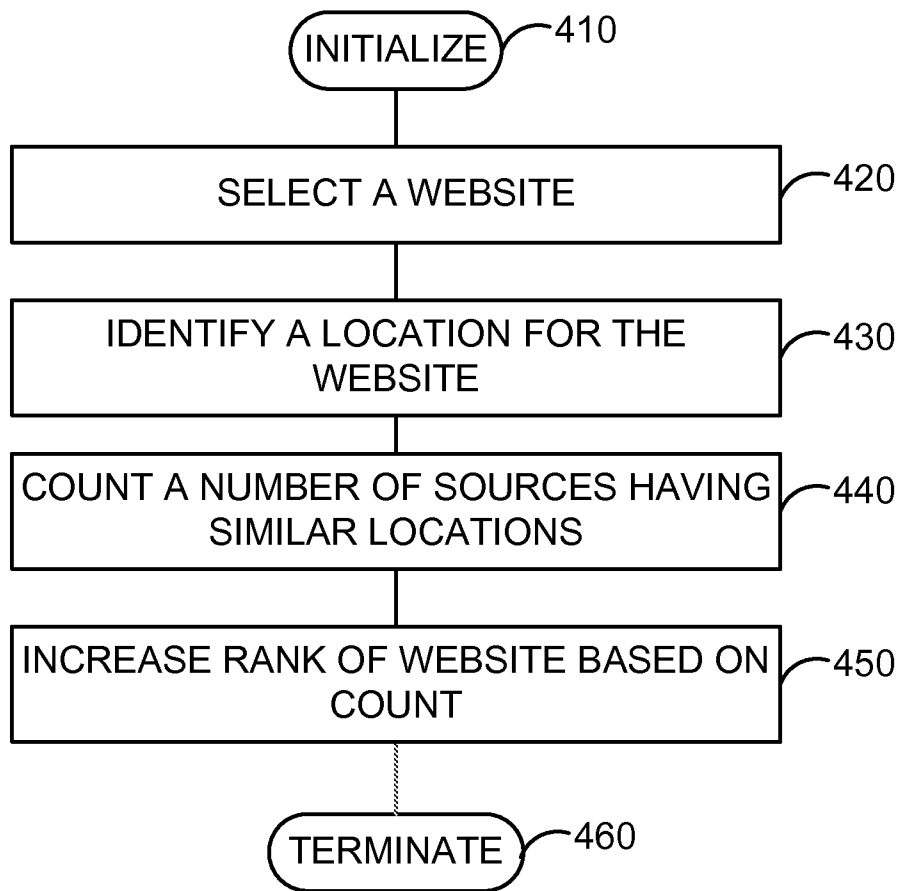 INITIALIZE
410
SELECT A WEBSITE
420
IDENTIFY A LOCATION FOR THE
WEBSITE
430
COUNT A NUMBER OF SOURCES HAVING
SIMILAR LOCATIONS
440
INCREASE RANK OF WEBSITE BASED ON
COUNT
450
TERMINATE
460